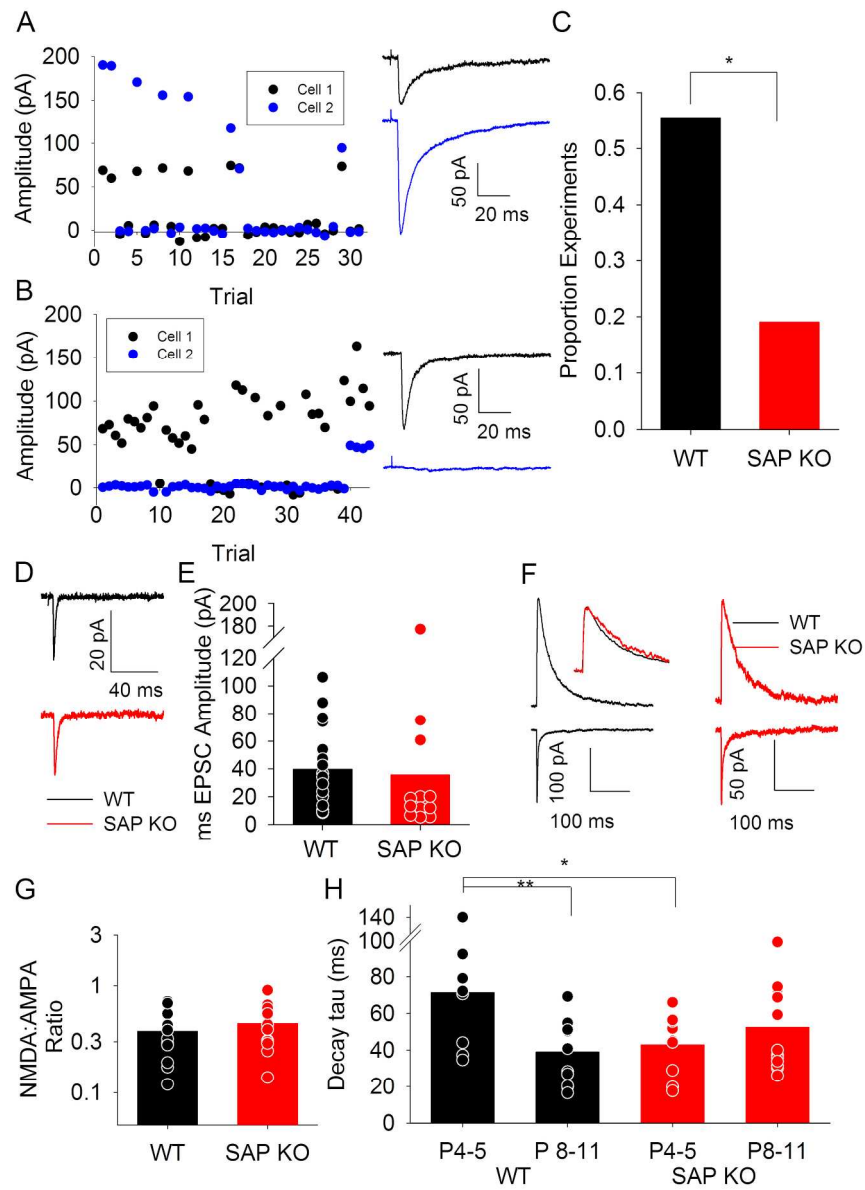 A
Amplitude (pA)
200
150
100
50
0
0 5 10 15 20 25 30
Trial
Cell 1
Cell 2
50 pA
20 ms
B
Amplitude (pA)
200
150
100
50
0
0 10 20 30 40
Trial
Cell 1
Cell 2
50 pA
20 ms
C
Proportion Experiments
0.6
0.5
0.4
0.3
0.2
0.1
0.0
*
WT SAP KO
D
20 pA
40 ms
WT
SAP KO
E
ms EPSC Amplitude (pA)
200
180
160
120
100
80
60
40
20
0
WT SAP KO
F
WT
SAP KO
100 pA
100 ms
50 pA
100 ms
G
NMDA:AMPA
Ratio
3
1
0.3
0.1
WT SAP KO
H
Decay tau (ms)
140
100
80
60
40
20
0
*
**
P4-5 P 8-11 P4-5 P8-11
WT SAP KO